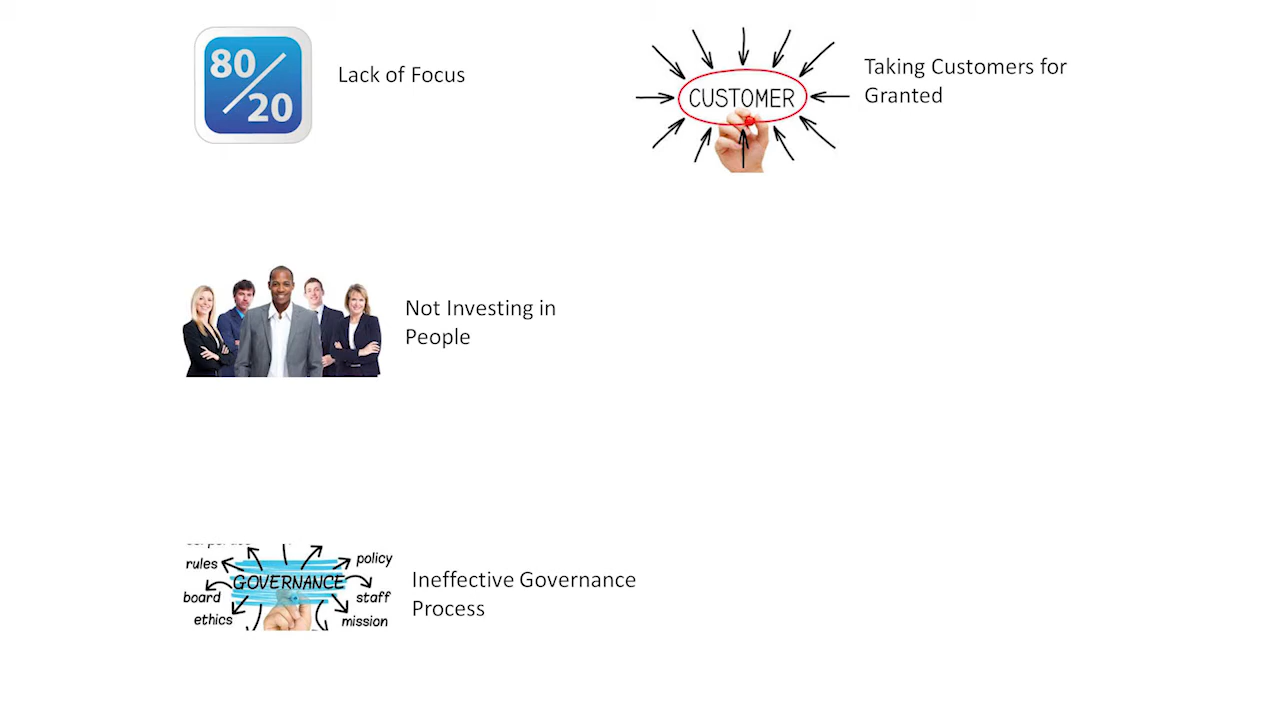 80
20
Lack of Focus
CUSTOMER
Taking Customers for
Granted
Not Investing in
People
rules
policy
GOVERNANCE
board
staff
ethics
mission
Ineffective Governance
Process